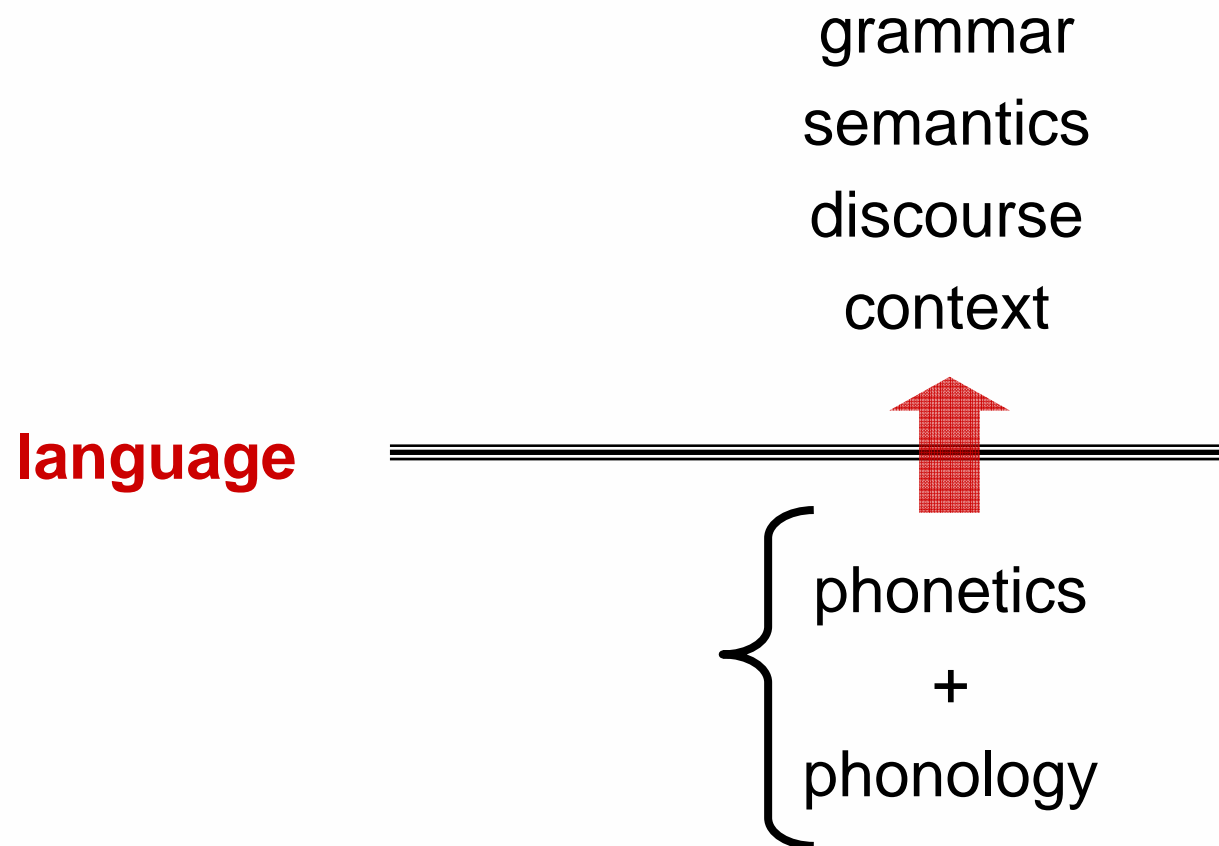 grammar
semantics
discourse
context
language
phonetics
+
phonology